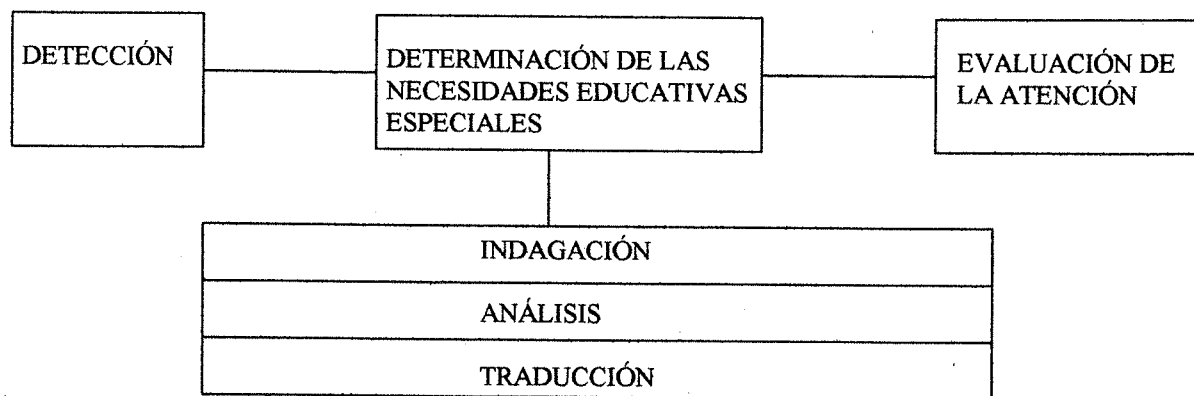 DETECCIÓN
DETERMINACIÓN DE LAS
NECESIDADES EDUCATIVAS
ESPECIALES
EVALUACIÓN DE
LA ATENCIÓN
INDAGACIÓN
ANÁLISIS
TRADUCCIÓN